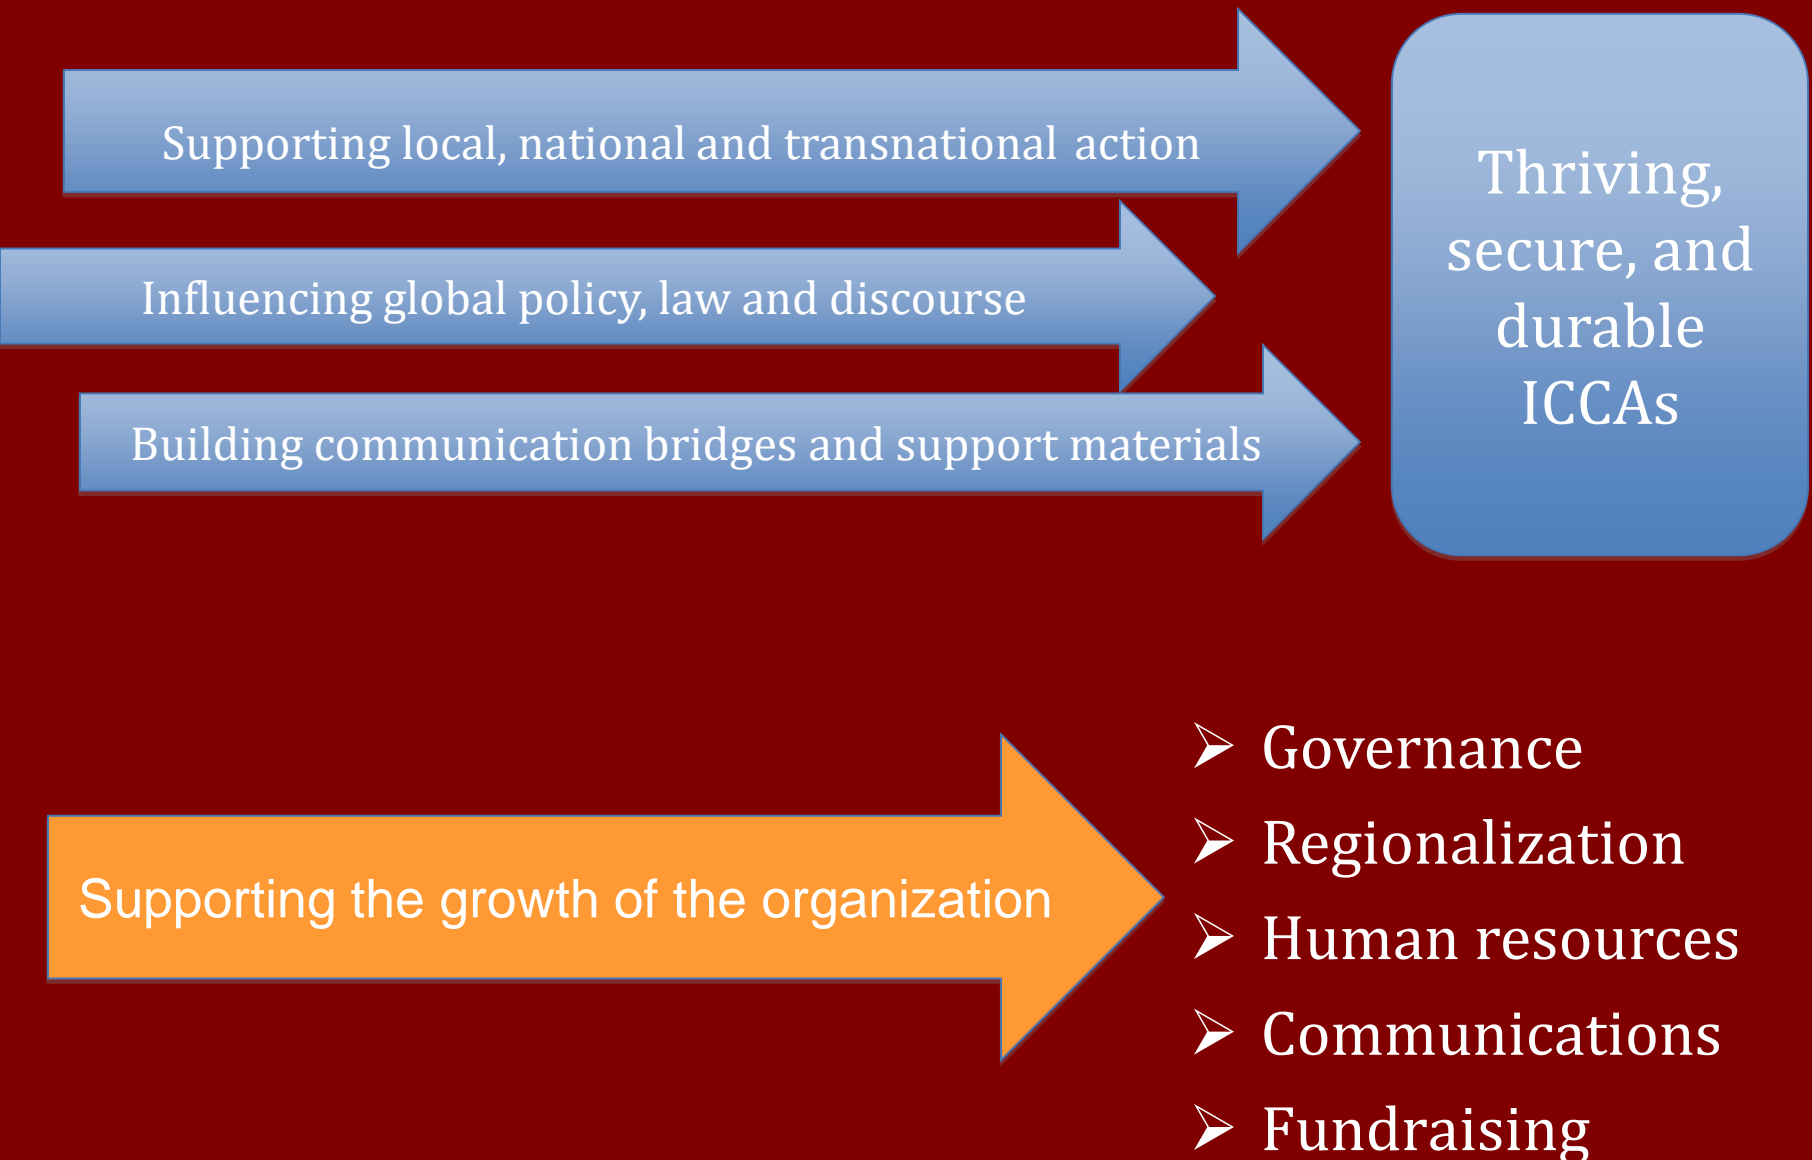 Supporting local, national and transnational action
Influencing global policy, law and discourse
Building communication bridges and support materials
Thriving,
secure, and
durable
ICCAs
Supporting the growth of the organization
Governance
Regionalization
Human resources
Communications
Fundraising